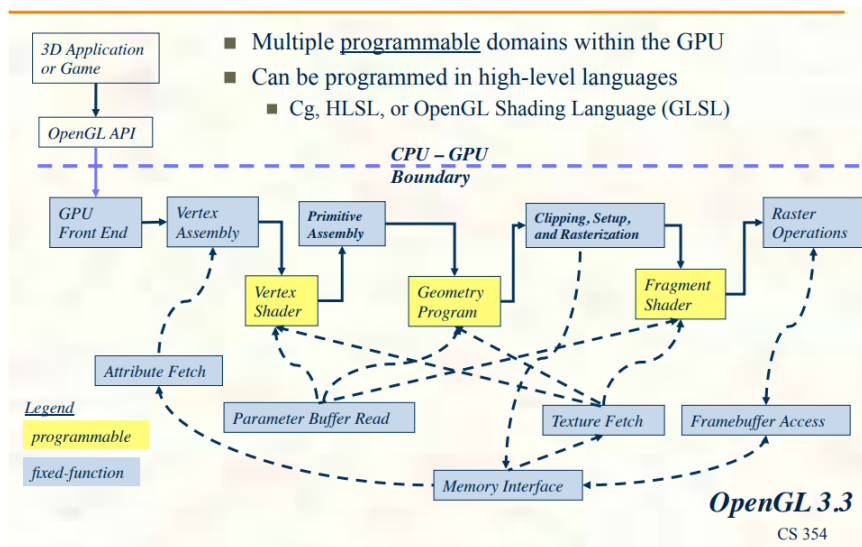 3D Application
or Game
■ Multiple programmable domains within the GPU
■ Can be programmed in high-level languages
■ Cg, HLSL, or OpenGL Shading Language (GLSL)
OpenGL API
CPU – GPU
Boundary
GPU
Front End
Vertex
Assembly
Primitive
Assembly
Clipping, Setup,
and Rasterization
Raster
Operations
Vertex
Shader
Geometry
Program
Fragment
Shader
Attribute Fetch
Parameter Buffer Read
Texture Fetch
Framebuffer Access
Legend
programmable
fixed-function
Memory Interface
OpenGL 3.3
CS 354